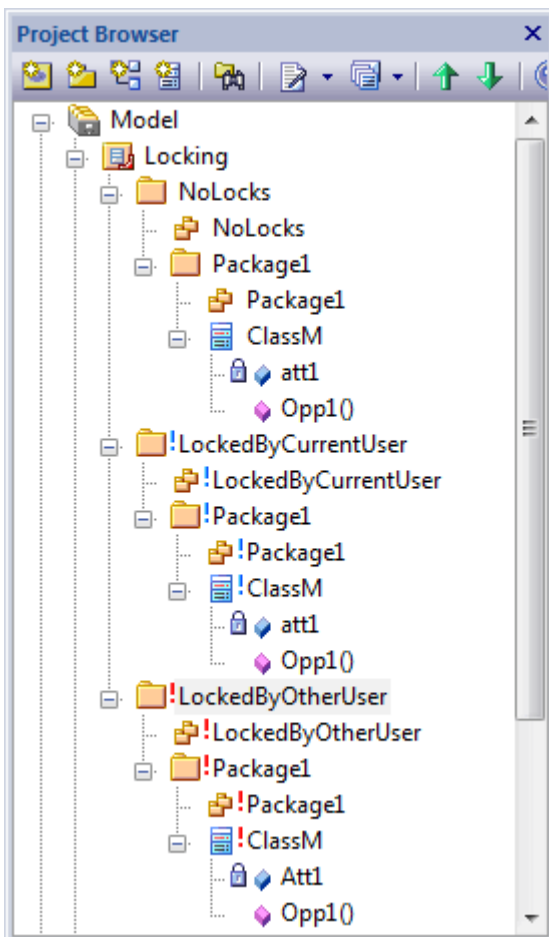 Project Browser
Model
Locking
NoLocks
NoLocks
Package1
Package1
ClassM
att1
Opp1()
!LockedByCurrentUser
!LockedByCurrentUser
!Package1
!Package1
!ClassM
att1
Opp1()
!LockedByOtherUser
!LockedByOtherUser
!Package1
!Package1
!ClassM
Att1
Opp1()